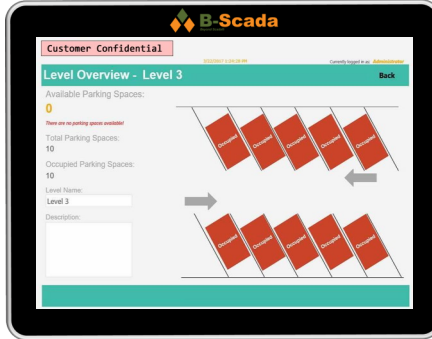 B-Scada
Customer Confidential
Currently logged in as: Administrator
Level Overview - Level 3
Back
Available Parking Spaces:
0
There are no parking spaces available!
Total Parking Spaces:
10
Occupied Parking Spaces:
10
Level Name:
Level 3
Description:
Occupied
Occupied
Occupied
Occupied
Occupied
Occupied
Occupied
Occupied
Occupied
Occupied